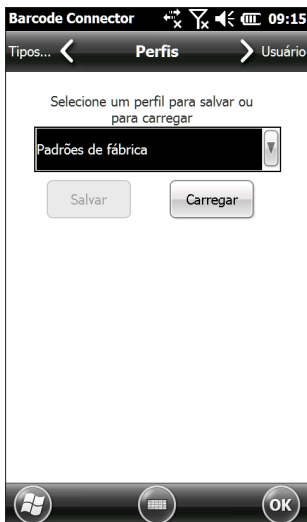 Barcode Connector 09:15
Tipos... Perfis Usuário
Selecione um perfil para salvar ou
para carregar
Padrões de fábrica
Salvar Carregar
OK